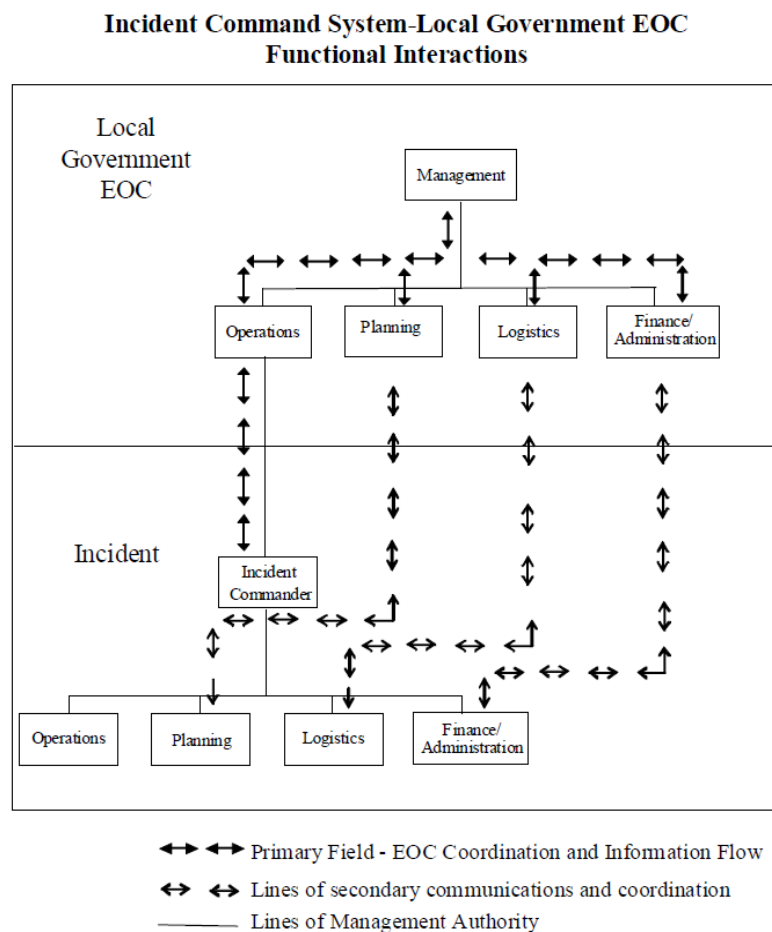 Incident Command System-Local Government EOC
Functional Interactions
Local
Government
EOC
Management
Operations
Planning
Logistics
Finance/
Administration
Incident
Incident
Commander
Operations
Planning
Logistics
Finance/
Administration
Primary Field - EOC Coordination and Information Flow
Lines of secondary communications and coordination
Lines of Management Authority